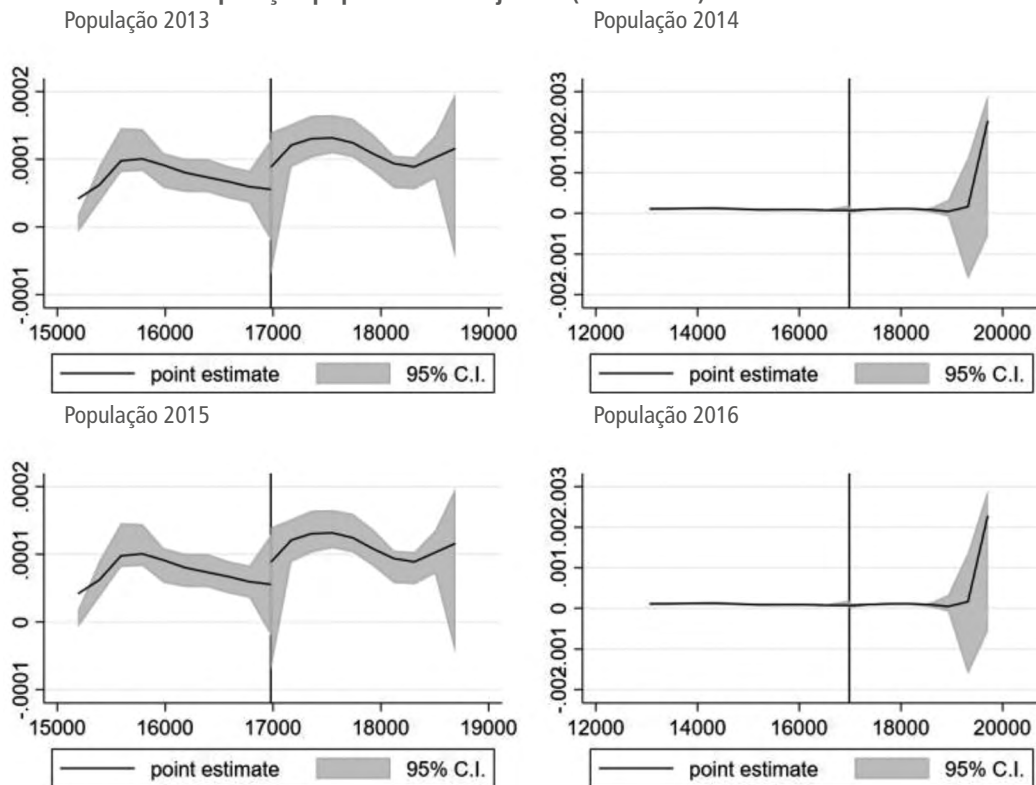 População 2013
População 2014
.0002
.0001
0
-.0001
15000 16000 17000 18000 19000
point estimate 95% C.I.
-.002.001 0 .001.002.003
12000 14000 16000 18000 20000
point estimate 95% C.I.
População 2015
População 2016
.0002
.0001
0
-.0001
15000 16000 17000 18000 19000
point estimate 95% C.I.
-.002.001 0 .001.002.003
12000 14000 16000 18000 20000
point estimate 95% C.I.